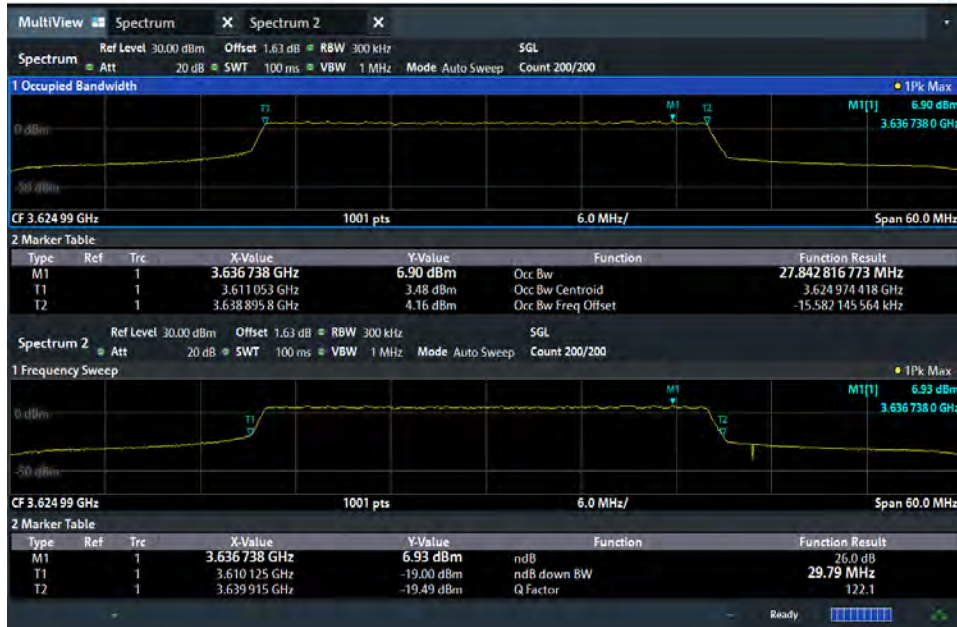 MultiView Spectrum X Spectrum 2 X
Ref Level 30.00 dBm Offset 1.63 dB RBW 300 kHz SGL
Spectrum Att 20 dB SWT 100 ms VBW 1 MHz Mode Auto Sweep Count 200/200
1 Occupied Bandwidth 1Pk Max
T1 M1 T2 M1[1] 6.90 dBm
0 dBm 3.636 738 0 GHz
-50 dBm
CF 3.624 99 GHz 1001 pts 6.0 MHz/ Span 60.0 MHz
2 Marker Table
Type Ref Trc X-Value Y-Value Function Function Result
M1 1 3.636 738 GHz 6.90 dBm Occ Bw 27.842 816 773 MHz
T1 1 3.611 053 GHz 3.48 dBm Occ Bw Centroid 3.624 974 418 GHz
T2 1 3.638 895 8 GHz 4.16 dBm Occ Bw Freq Offset -15.582 145 564 kHz
Ref Level 30.00 dBm Offset 1.63 dB RBW 300 kHz SGL
Spectrum 2 Att 20 dB SWT 100 ms VBW 1 MHz Mode Auto Sweep Count 200/200
1 Frequency Sweep 1Pk Max
M1 M1[1] 6.93 dBm
0 dBm T1 T2 3.636 738 0 GHz
-50 dBm
CF 3.624 99 GHz 1001 pts 6.0 MHz/ Span 60.0 MHz
2 Marker Table
Type Ref Trc X-Value Y-Value Function Function Result
M1 1 3.636 738 GHz 6.93 dBm ndB 26.0 dB
T1 1 3.610 125 GHz -19.00 dBm ndB down BW 29.79 MHz
T2 1 3.639 915 GHz -19.49 dBm Q Factor 122.1
Ready